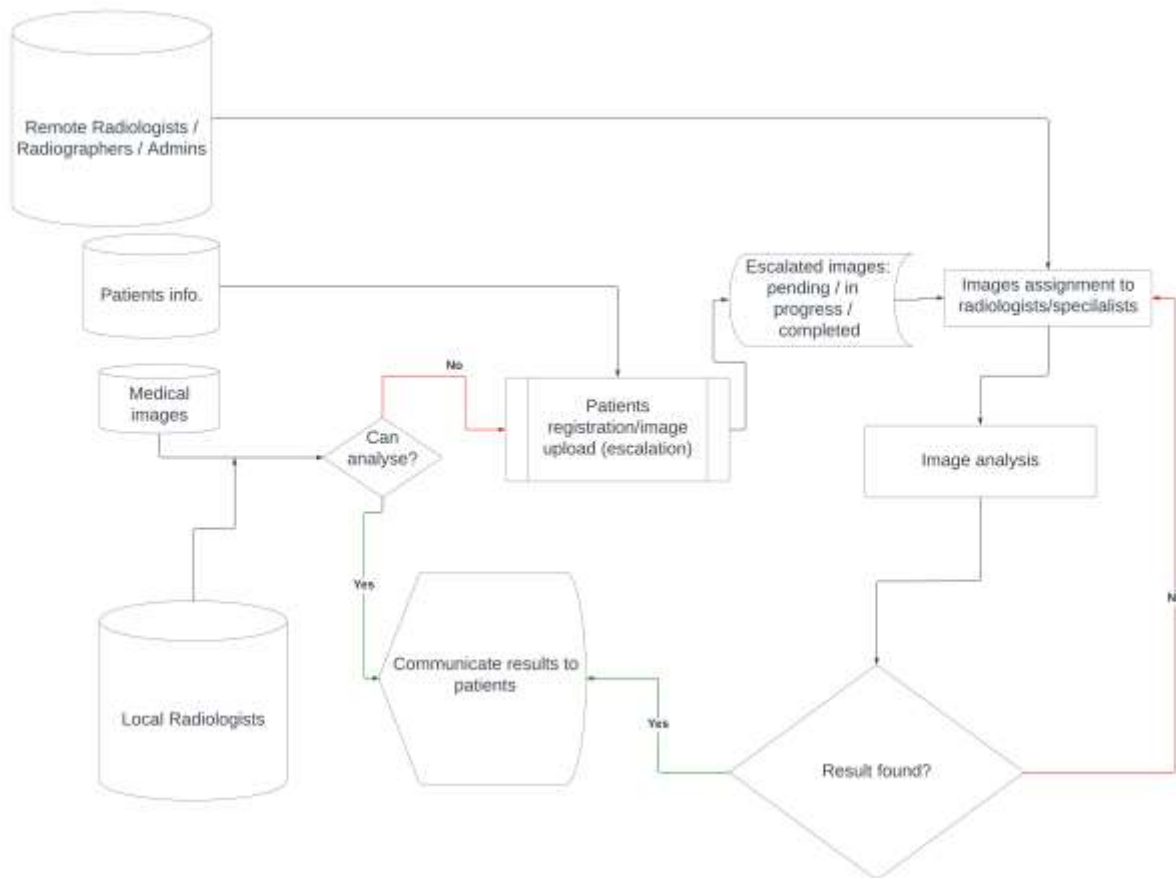 Remote Radiologists /
Radiographers / Admins
Patients info.
Escalated images:
pending / in
progress /
completed
Images assignment to
radiologists/specilalists
Medical
images
No
Can
analyse?
Patients
registration/image
upload (escalation)
Image analysis
Yes
Communicate results to
patients
Local Radiologists
Yes
Result found?
N